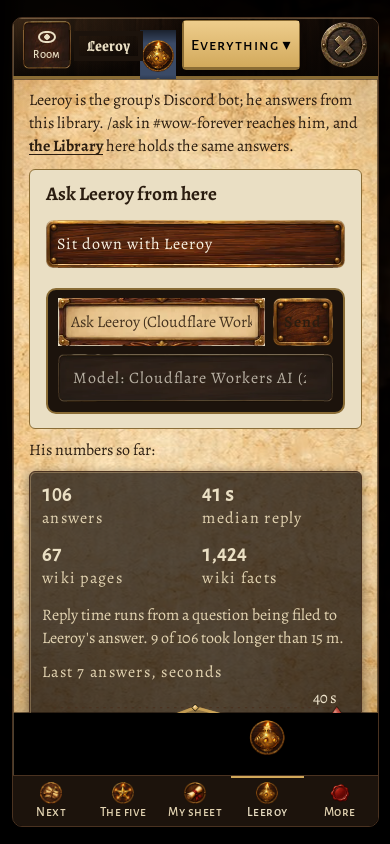 Room
Leeroy
Everything ▼
Leeroy is the group's Discord bot; he answers from
this library. /ask in #wow-forever reaches him, and
the Library here holds the same answers.
Ask Leeroy from here
Sit down with Leeroy
Ask Leeroy (Cloudflare Work
Send
Model: Cloudflare Workers AI (
His numbers so far:
106
41 s
answers
median reply
67
1,424
wiki pages
wiki facts
Reply time runs from a question being filed to
Leeroy's answer. 9 of 106 took longer than 15 m.
Last 7 answers, seconds
40 s
Next
The Five
My sheet
Leeroy
More